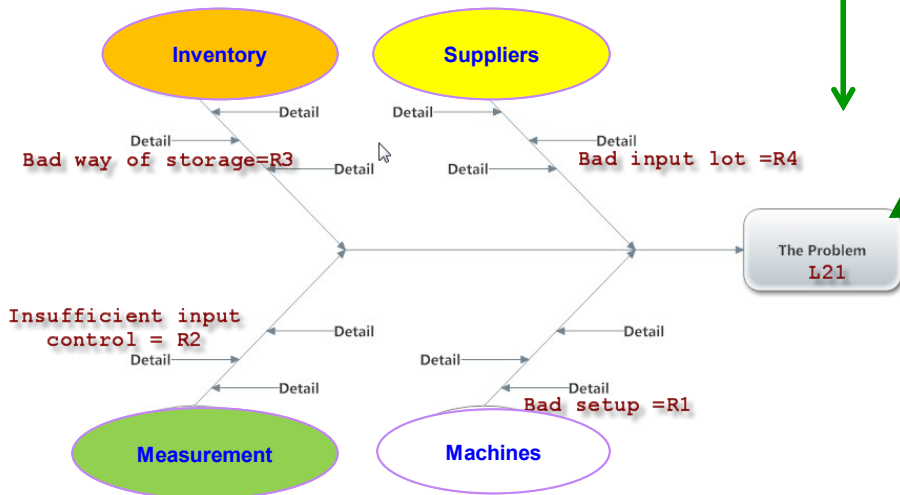 Inventory
Suppliers
Detail
Detail
Detail
Detail
Bad way of storage=R3
Detail
Detail
Bad input lot =R4
The Problem
L21
Insufficient input
control = R2
Detail
Detail
Detail
Detail
Detail
Detail
Bad setup =R1
Measurement
Machines